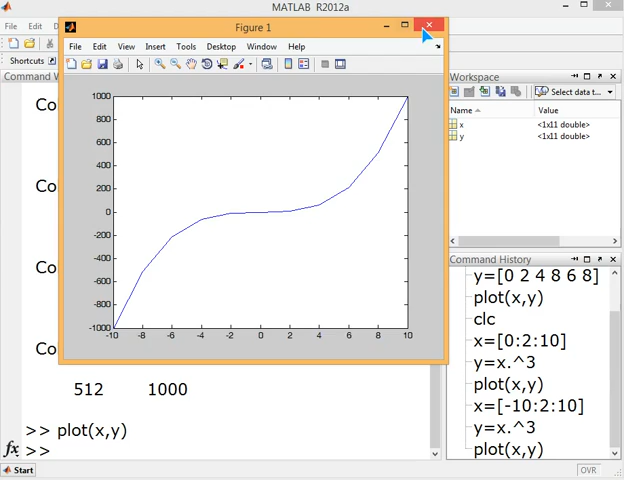 MATLAB R2012a
File Edit
Shortcuts
Command W
Figure 1
File Edit View Insert Tools Desktop Window Help
1000
800
600
400
200
0
-200
-400
-600
-800
-1000
-10 -8 -6 -4 -2 0 2 4 6 8 10
Co
Co
Co
Co
512 1000
>> plot(x,y)
fx >>
Workspace
Select data t...
Name Value
x <1x11 double>
y <1x11 double>
Command History
y=[0 2 4 8 6 8]
plot(x,y)
clc
x=[0:2:10]
y=x.^3
plot(x,y)
x=[-10:2:10]
y=x.^3
plot(x,y)
Start
OVR